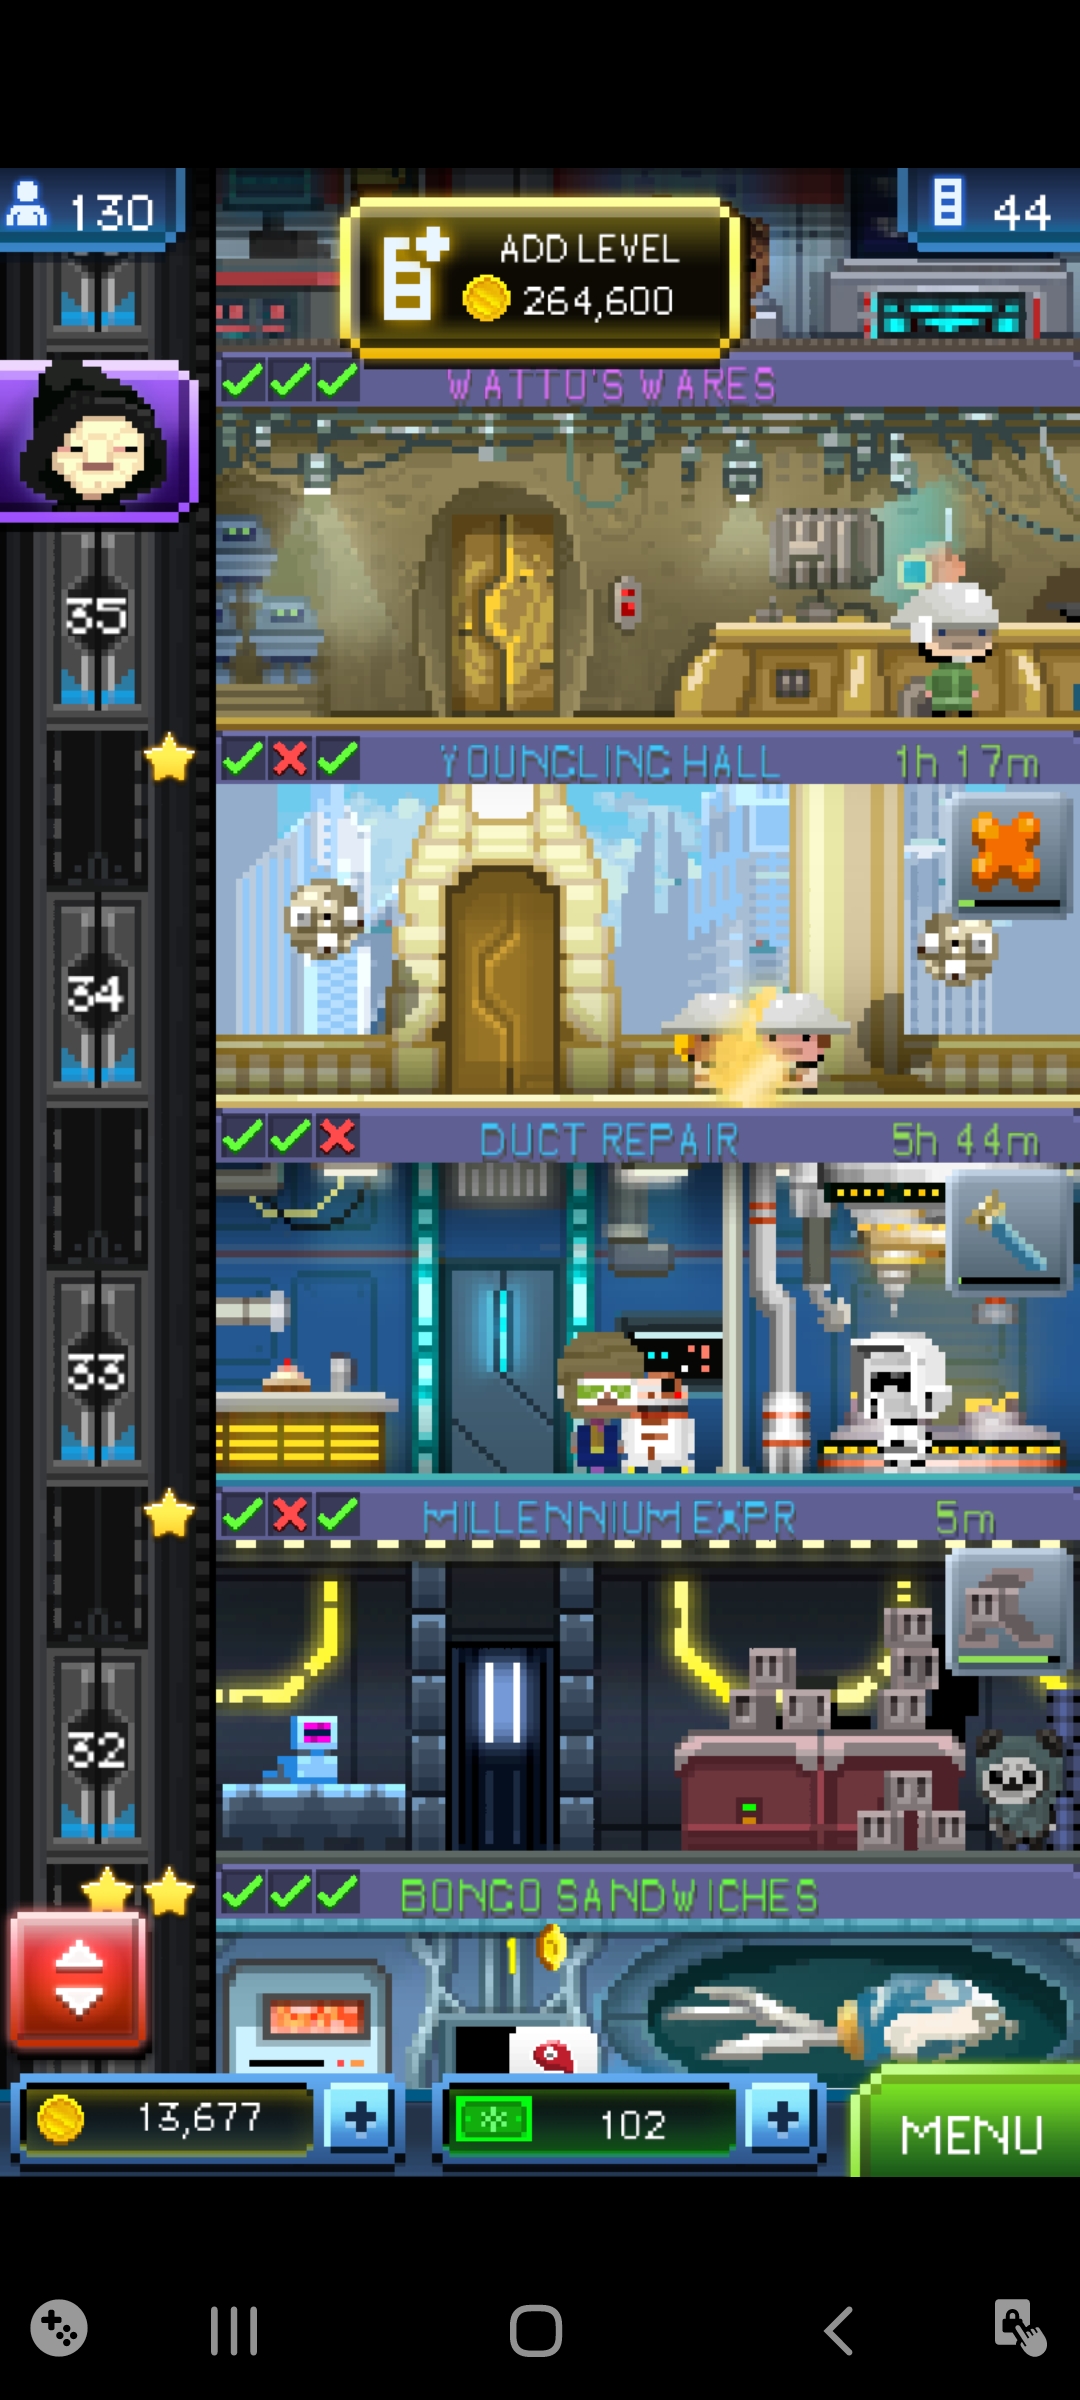 130
ADD LEVEL
264,600
44
WATTO'S WARES
35
YOUNGLING HALL 1h 17m
34
DUCT REPAIR 5h 44m
33
MILLENNIUM EXPR 5m
32
BONGO SANDWICHES
1
13,677
102
MENU